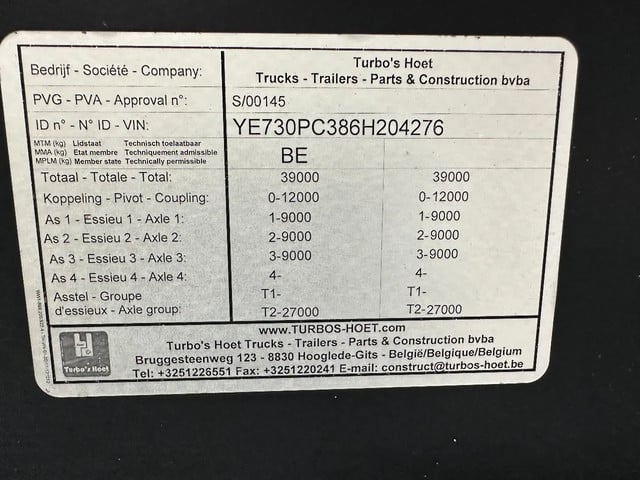 Bedrijf - Société - Company: Turbo's Hoet
Trucks - Trailers - Parts & Construction bvba
PVG - PVA - Approval n°: S/00145
ID n° - N° ID - VIN: YE730PC386H204276
MTM (kg) Lidstaat Technisch toelaatbaar
MMA (kg) Etat membre Techniquement admissible
MPLM (kg) Member state Technically permissible
BE
Totaal - Totale - Total: 39000 39000
Koppeling - Pivot - Coupling: 0-12000 0-12000
As 1 - Essieu 1 - Axle 1: 1-9000 1-9000
As 2 - Essieu 2 - Axle 2: 2-9000 2-9000
As 3 - Essieu 3 - Axle 3: 3-9000 3-9000
As 4 - Essieu 4 - Axle 4: 4- 4-
Asstel - Groupe T1- T1-
d'essieux - Axle group: T2-27000 T2-27000
www.TURBOS-HOET.com
Turbo's Hoet Trucks - Trailers - Parts & Construction bvba
Bruggesteenweg 123 - 8830 Hooglede-Gits - België/Belgique/Belgium
Tel: +3251226551 Fax: +3251220241 E-mail: construct@turbos-hoet.be
Turbo's Hoet